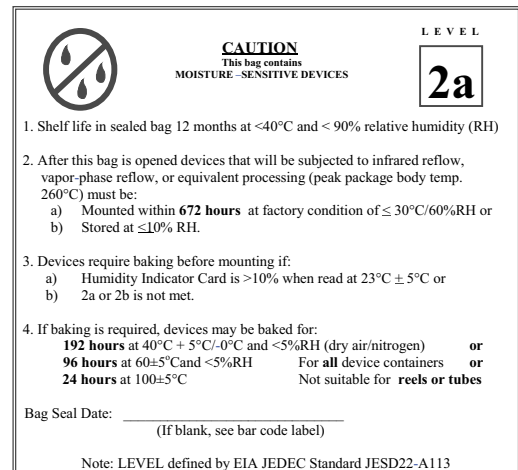 LEVEL
CAUTION
This bag contains
MOISTURE –SENSITIVE DEVICES
2a
1. Shelf life in sealed bag 12 months at <40°C and < 90% relative humidity (RH)
2. After this bag is opened devices that will be subjected to infrared reflow,
vapor-phase reflow, or equivalent processing (peak package body temp.
260°C) must be:
a) Mounted within 672 hours at factory condition of ≤ 30°C/60%RH or
b) Stored at ≤10% RH.
3. Devices require baking before mounting if:
a) Humidity Indicator Card is >10% when read at 23°C ± 5°C or
b) 2a or 2b is not met.
4. If baking is required, devices may be baked for:
192 hours at 40°C + 5°C/-0°C and <5%RH (dry air/nitrogen) or
96 hours at 60±5°Cand <5%RH For all device containers or
24 hours at 100±5°C Not suitable for reels or tubes
Bag Seal Date: ______________________________
(If blank, see bar code label)
Note: LEVEL defined by EIA JEDEC Standard JESD22-A113